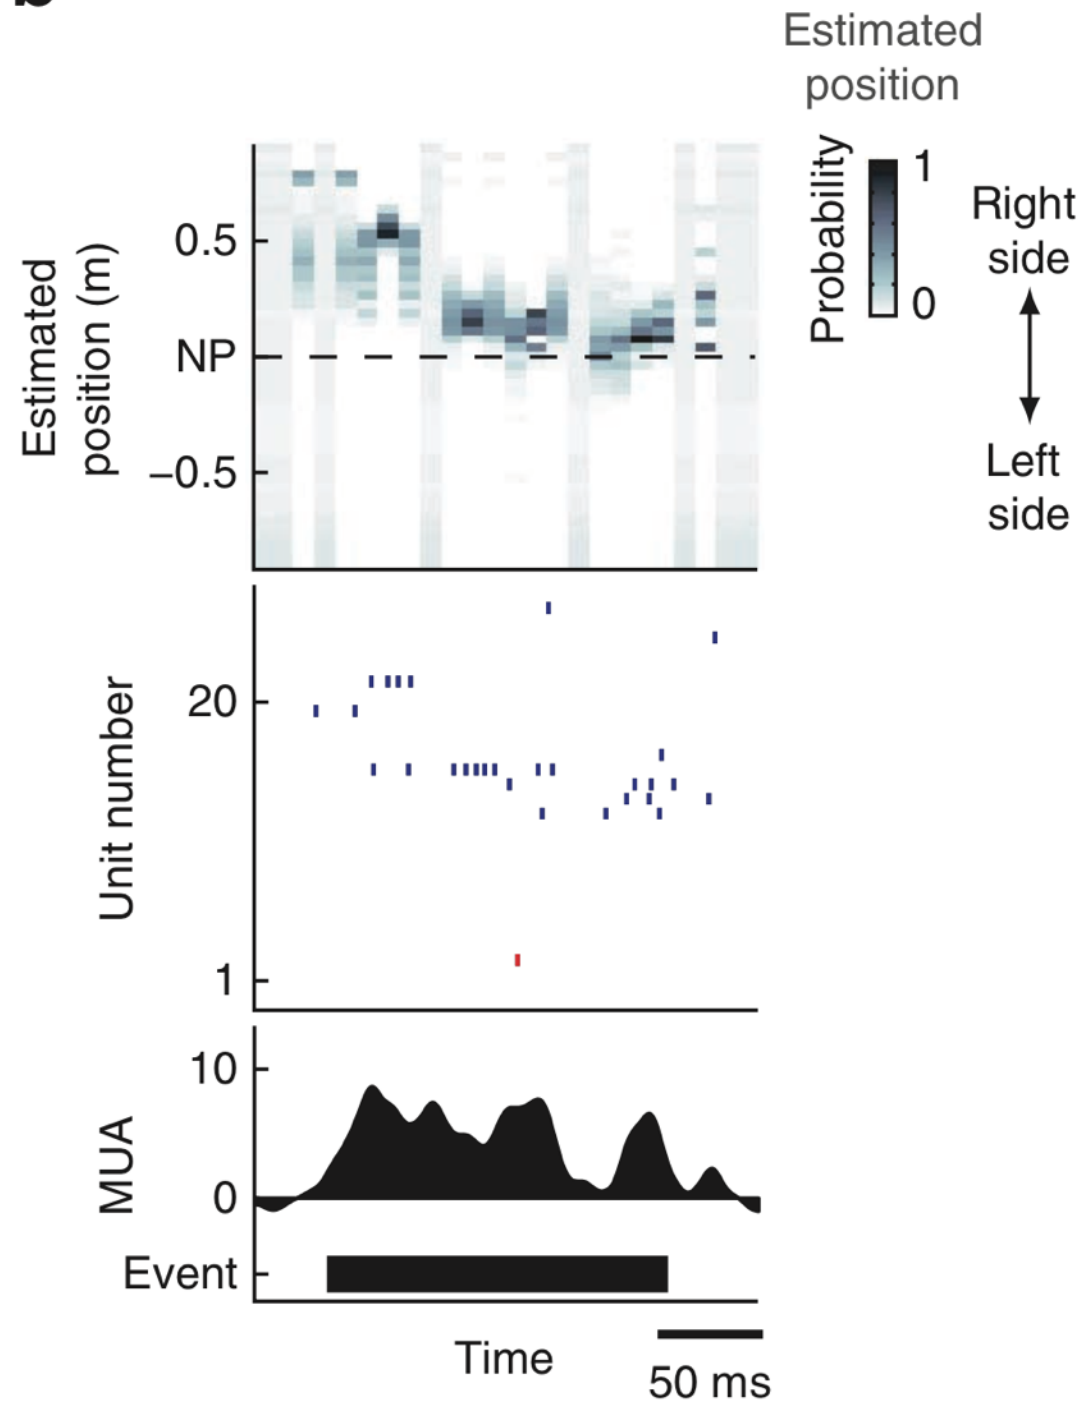 b
Estimated
position
Probability
1
0
Right
side
Left
side
Estimated
position (m)
0.5
NP
−0.5
Unit number
20
1
MUA
10
0
Event
Time
50 ms